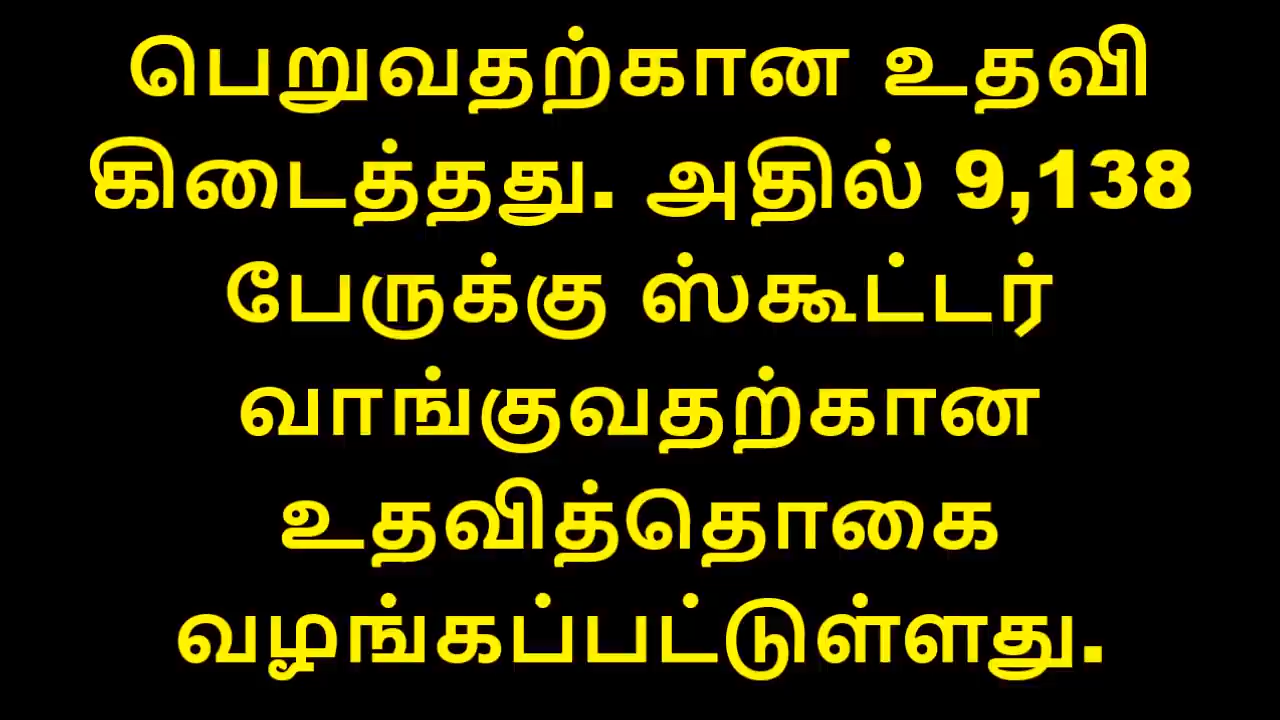 பெறுவதற்கான உதவி
கிடைத்தது. அதில் 9,138
பேருக்கு ஸ்கூட்டர்
வாங்குவதற்கான
உதவித்தொகை
வழங்கப்பட்டுள்ளது.